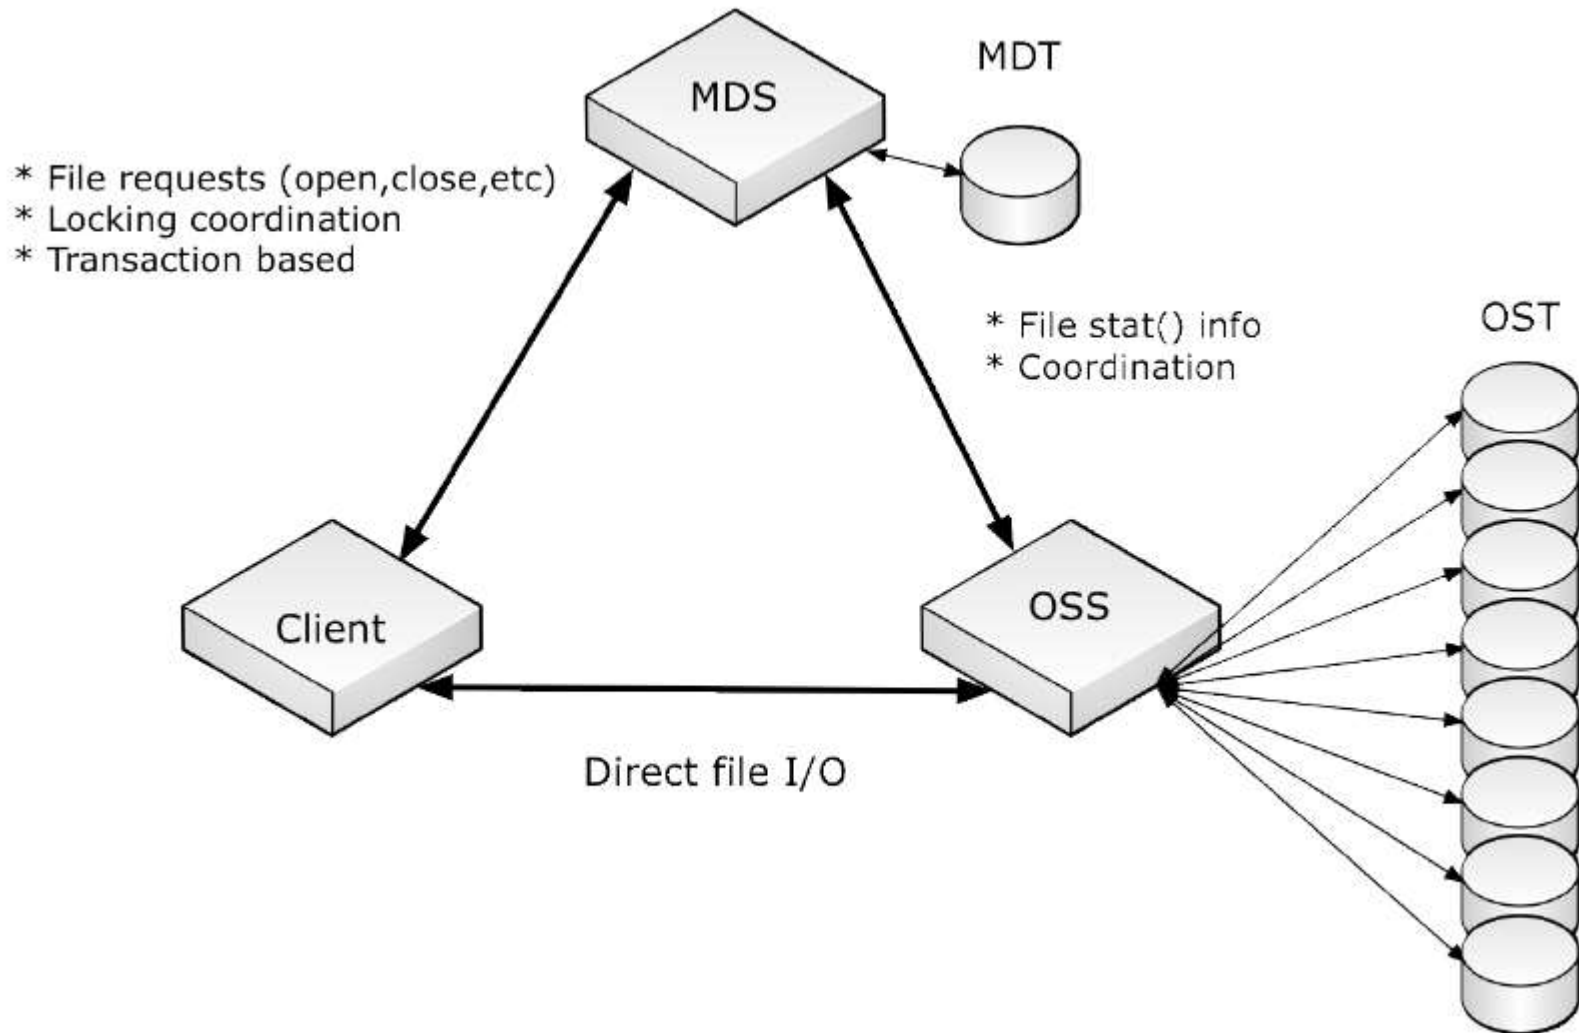 MDS
MDT
* File requests (open,close,etc)
* Locking coordination
* Transaction based
* File stat() info
* Coordination
OST
Client
OSS
Direct file I/O